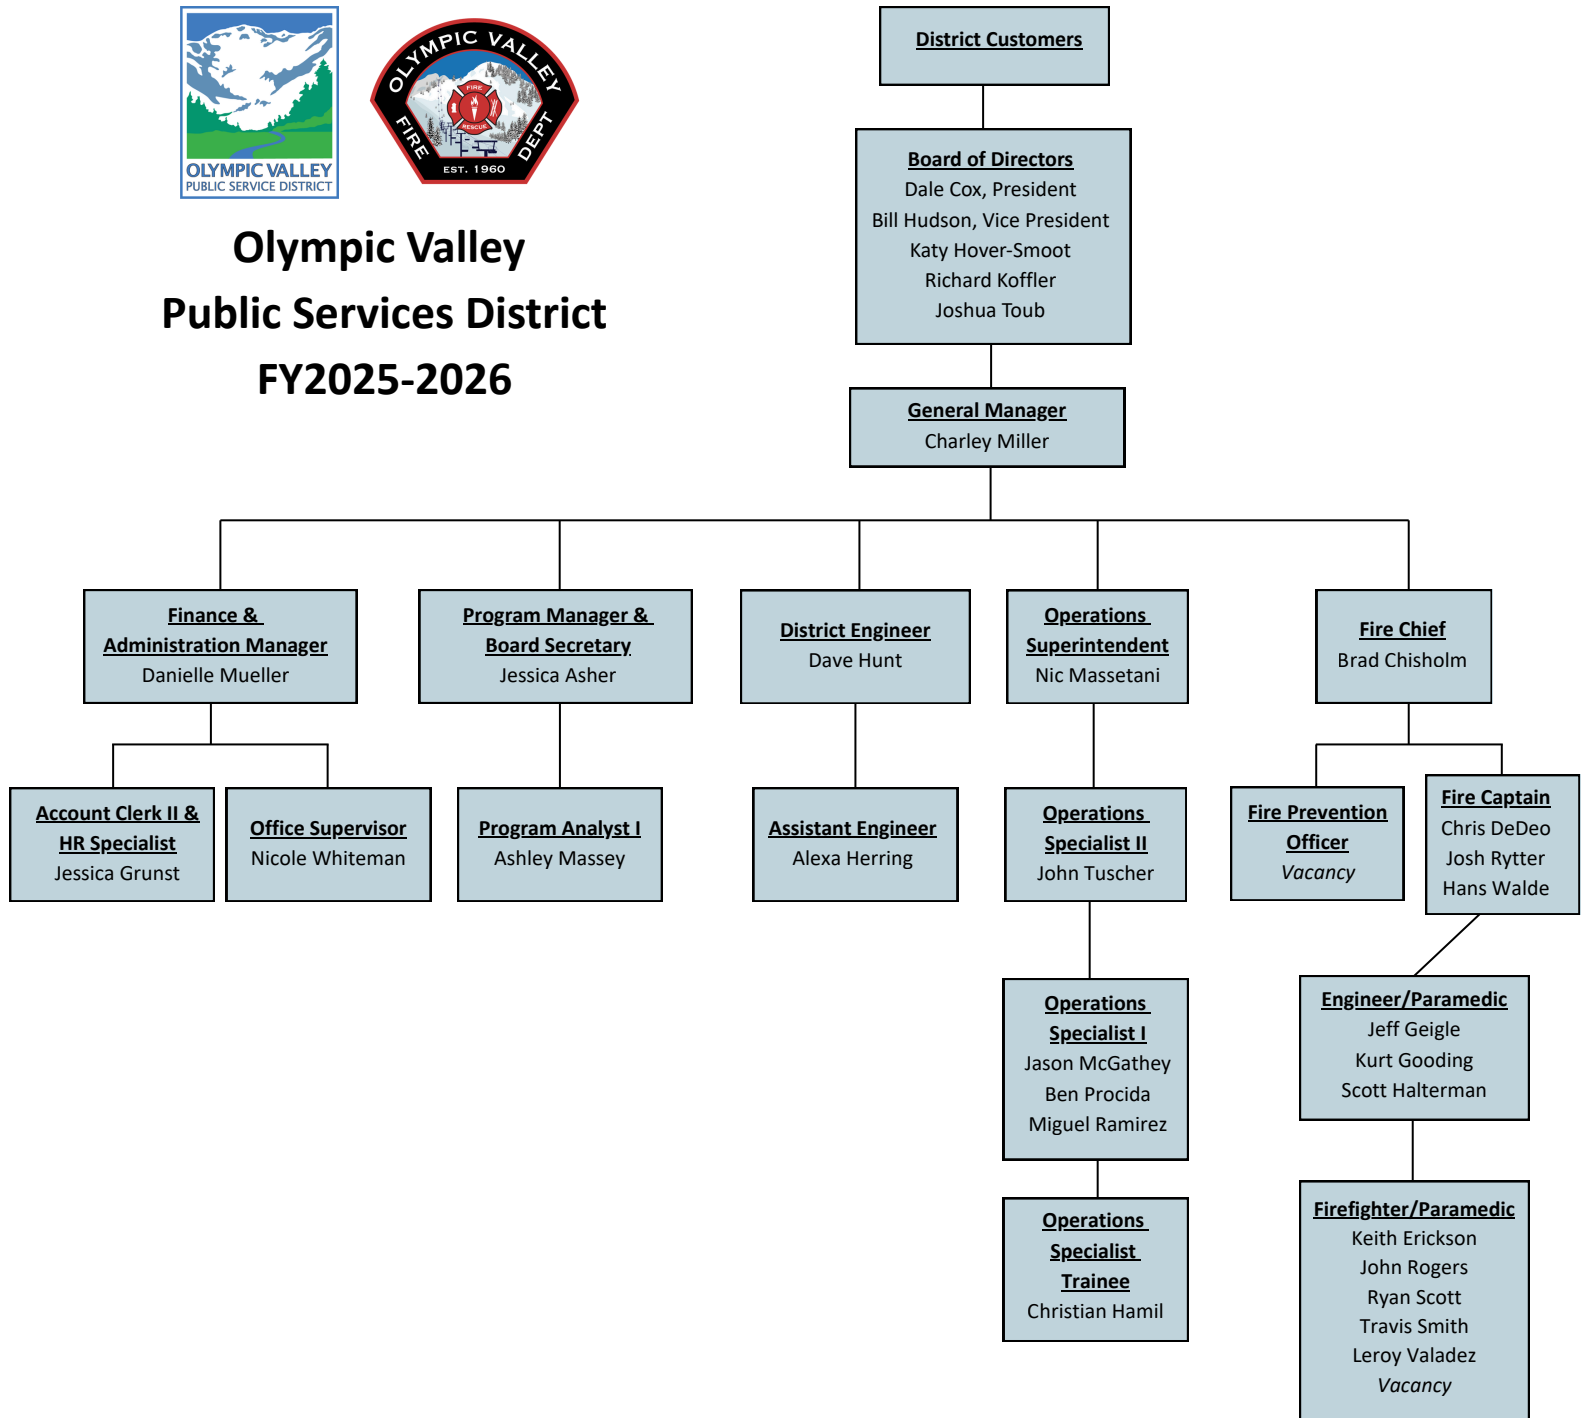 OLYMPIC VALLEY
PUBLIC SERVICE DISTRICT
OLYMPIC VALLEY
FIRE
DEPT
FIRE
RESCUE
EST. 1960
Olympic Valley
Public Services District
FY2025-2026
District Customers
Board of Directors
Dale Cox, President
Bill Hudson, Vice President
Katy Hover-Smoot
Richard Koffler
Joshua Toub
General Manager
Charley Miller
Finance &
Administration Manager
Danielle Mueller
Program Manager &
Board Secretary
Jessica Asher
District Engineer
Dave Hunt
Operations
Superintendent
Nic Massetani
Fire Chief
Brad Chisholm
Account Clerk II &
HR Specialist
Jessica Grunst
Office Supervisor
Nicole Whiteman
Program Analyst I
Ashley Massey
Assistant Engineer
Alexa Herring
Operations
Specialist II
John Tuscher
Fire Prevention
Officer
Vacancy
Fire Captain
Chris DeDeo
Josh Rytter
Hans Walde
Operations
Specialist I
Jason McGathey
Ben Procida
Miguel Ramirez
Engineer/Paramedic
Jeff Geigle
Kurt Gooding
Scott Halterman
Operations
Specialist
Trainee
Christian Hamil
Firefighter/Paramedic
Keith Erickson
John Rogers
Ryan Scott
Travis Smith
Leroy Valadez
Vacancy